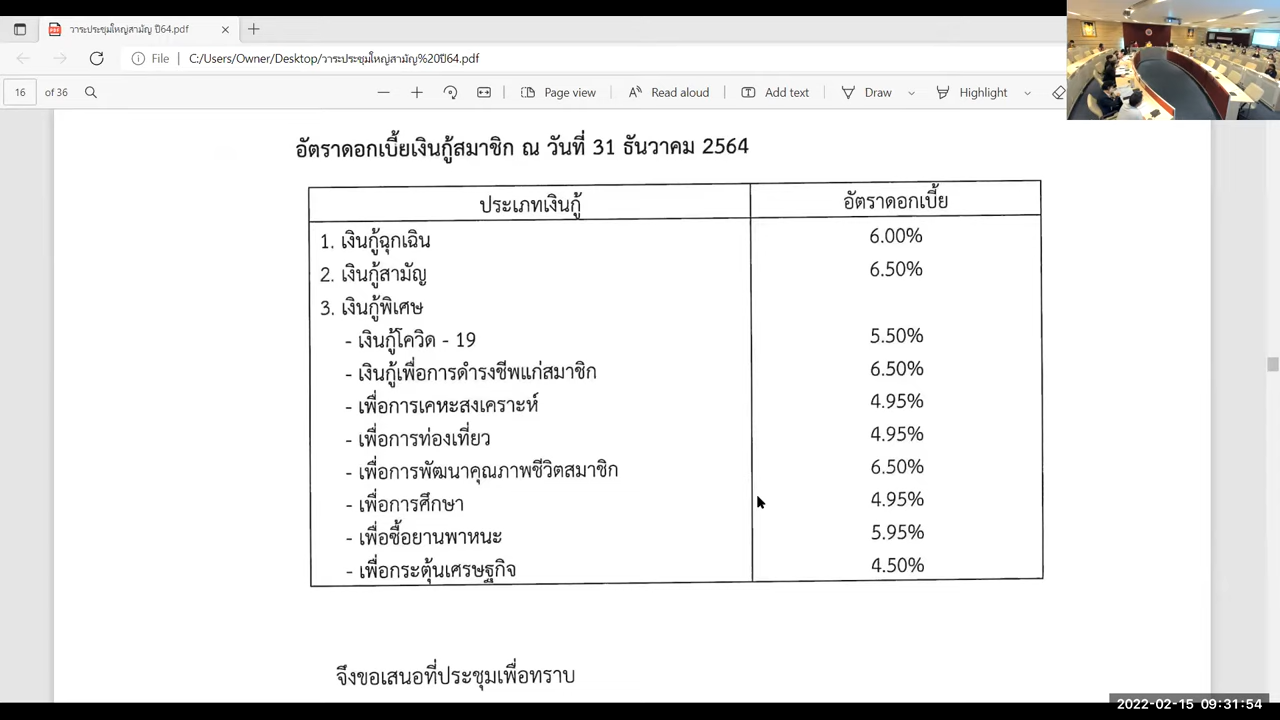 วาระประชุมใหญ่สามัญ ปี64.pdf
File C:/Users/Owner/Desktop/วาระประชุมใหญ่สามัญ%20ปี64.pdf
16 of 36 Page view Read aloud Add text Draw Highlight
อัตราดอกเบี้ยเงินกู้สมาชิก ณ วันที่ 31 ธันวาคม 2564
ประเภทเงินกู้ อัตราดอกเบี้ย
1. เงินกู้ฉุกเฉิน 6.00%
2. เงินกู้สามัญ 6.50%
3. เงินกู้พิเศษ
- เงินกู้โควิด - 19 5.50%
- เงินกู้เพื่อการดำรงชีพแก่สมาชิก 6.50%
- เพื่อการเคหะสงเคราะห์ 4.95%
- เพื่อการท่องเที่ยว 4.95%
- เพื่อการพัฒนาคุณภาพชีวิตสมาชิก 6.50%
- เพื่อการศึกษา 4.95%
- เพื่อซื้อยานพาหนะ 5.95%
- เพื่อกระตุ้นเศรษฐกิจ 4.50%
จึงขอเสนอที่ประชุมเพื่อทราบ
2022-02-15 09:31:54